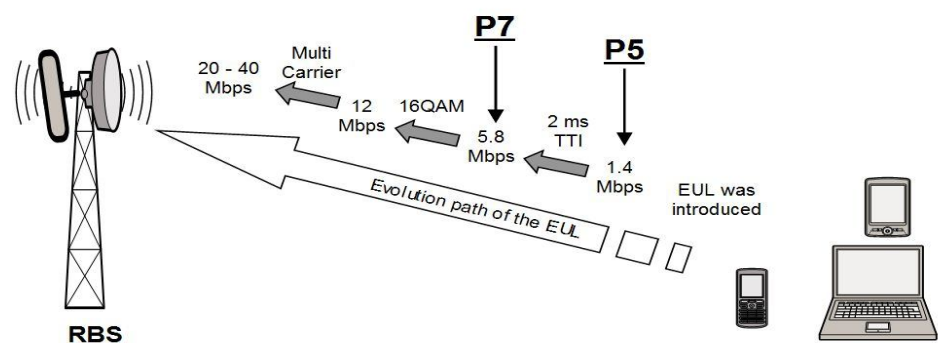 P7
P5
Multi
Carrier
20 - 40
Mbps
12
Mbps
16QAM
5.8
Mbps
2 ms
TTI
1.4
Mbps
EUL was
introduced
Evolution path of the EUL
RBS